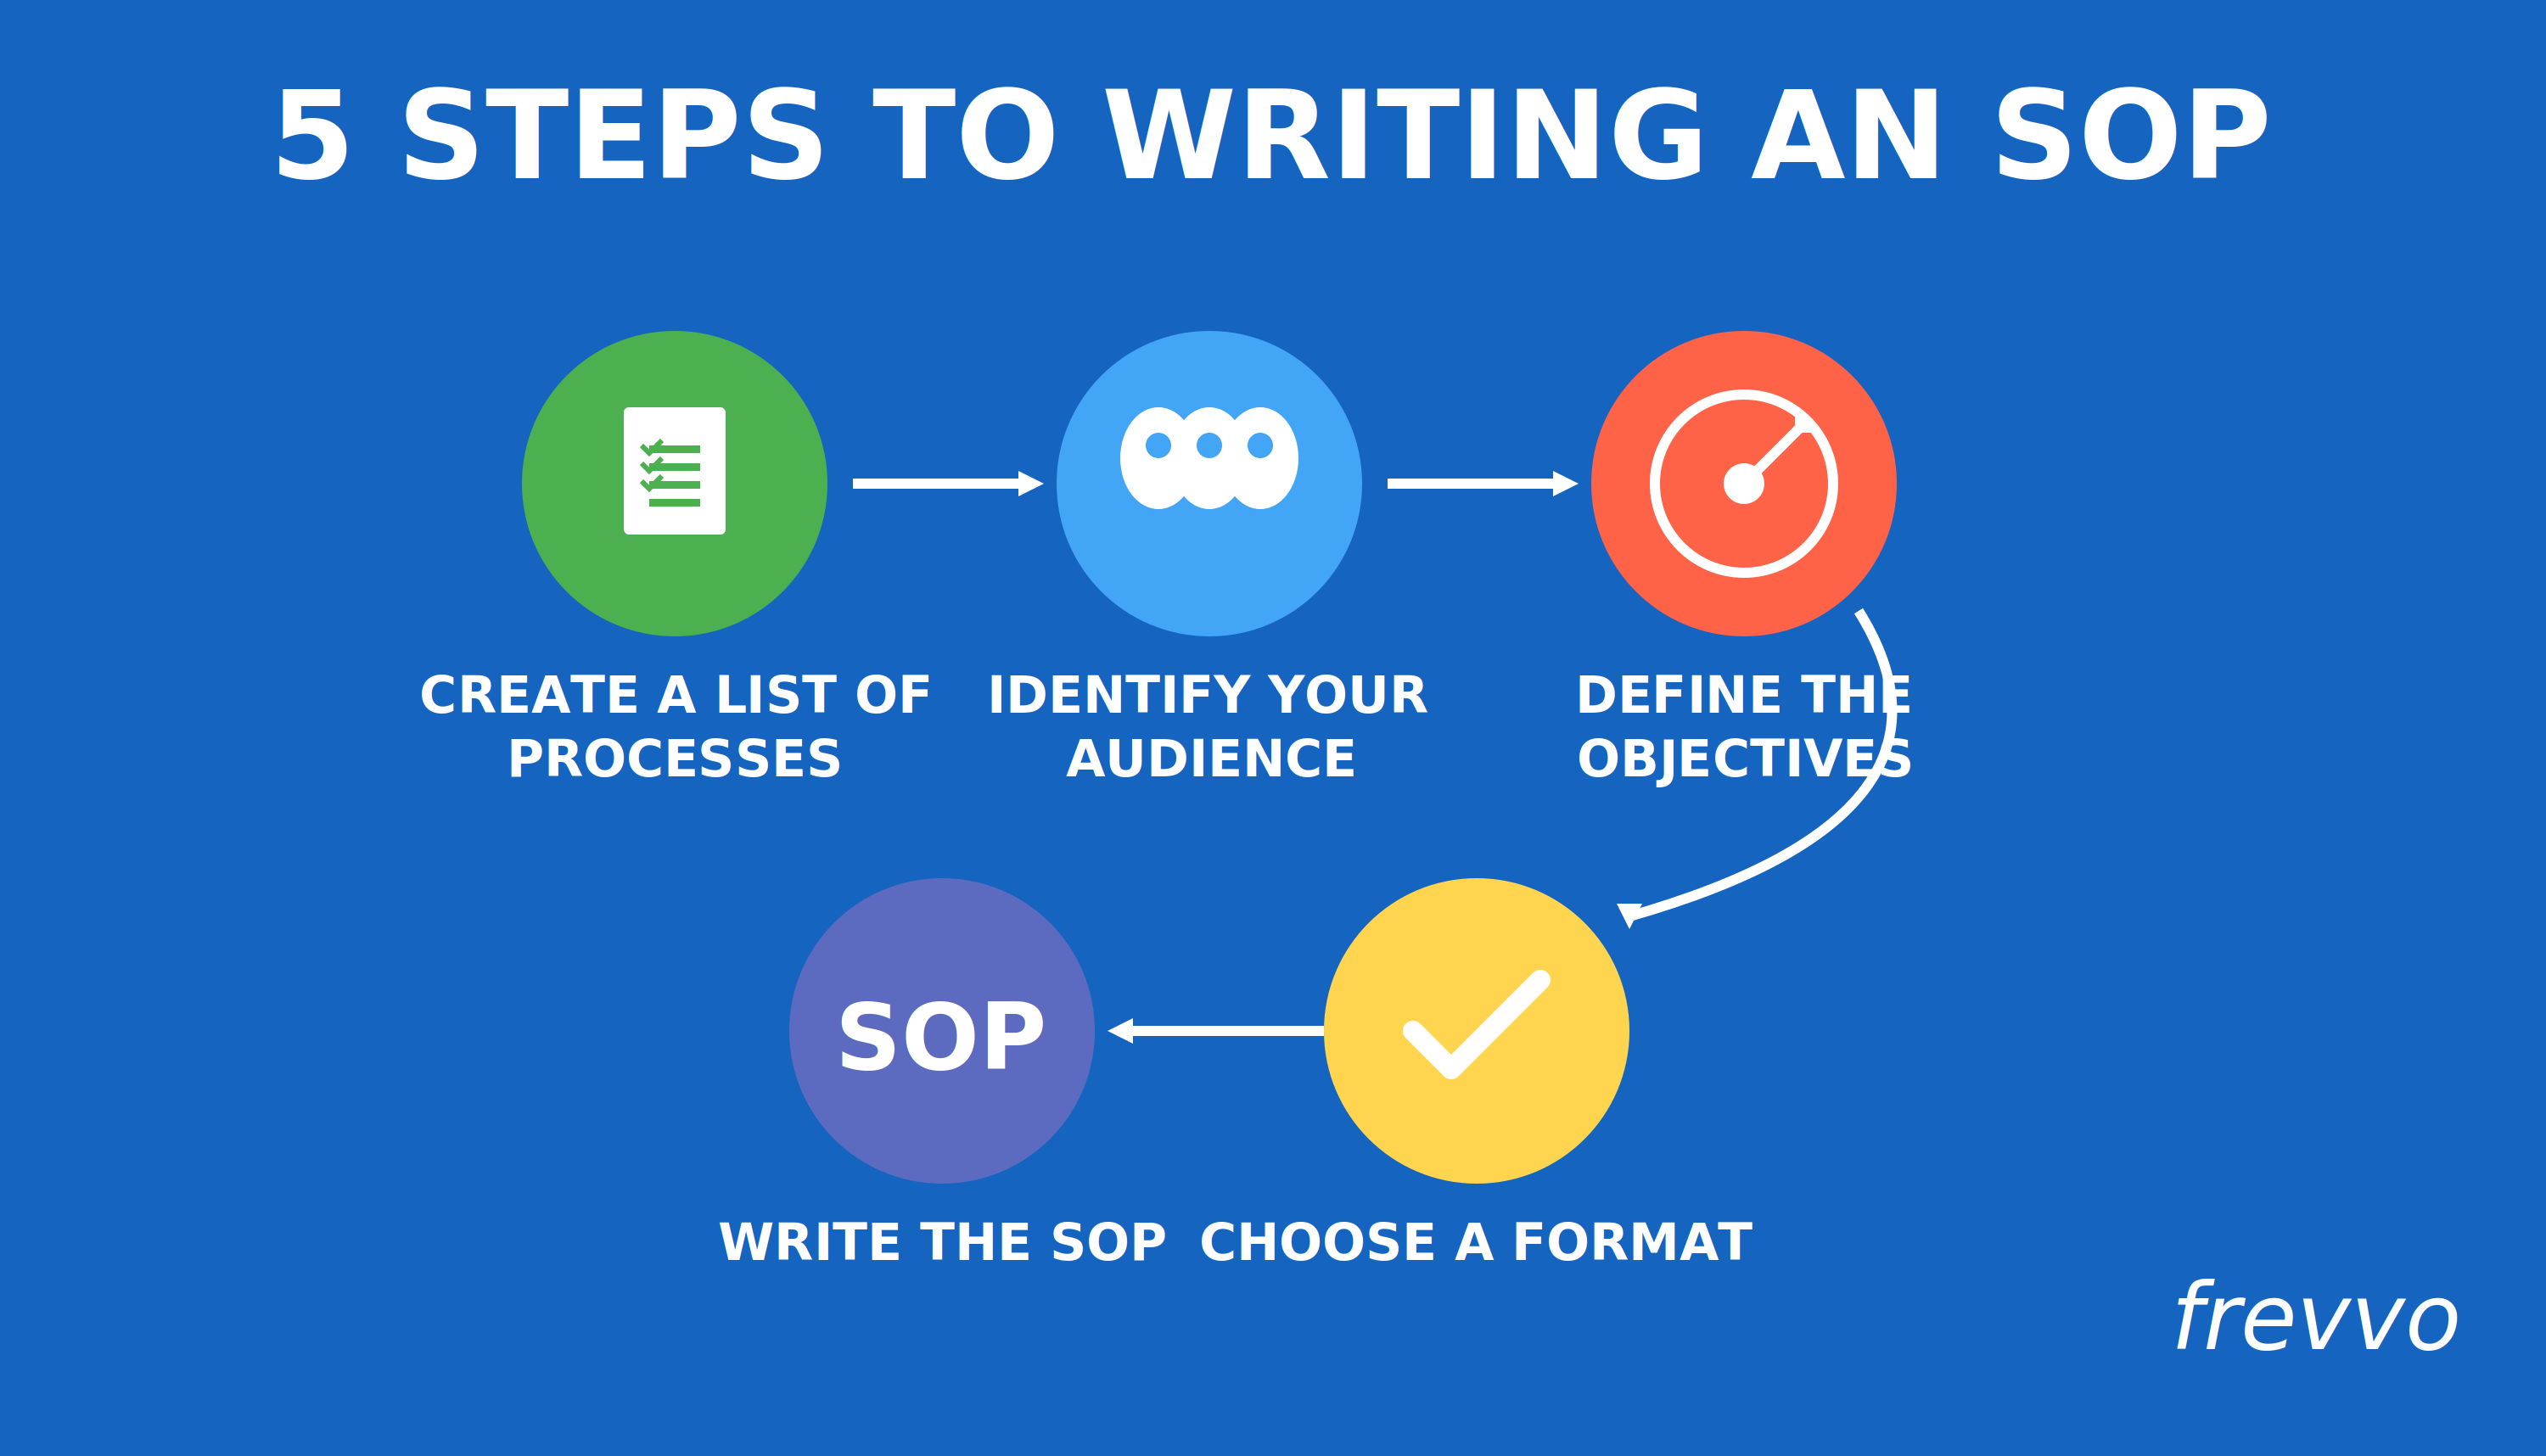 5 STEPS TO WRITING AN SOP
CREATE A LIST OF
PROCESSES
IDENTIFY YOUR
AUDIENCE
DEFINE THE
OBJECTIVES
SOP
WRITE THE SOP
CHOOSE A FORMAT
frevvo